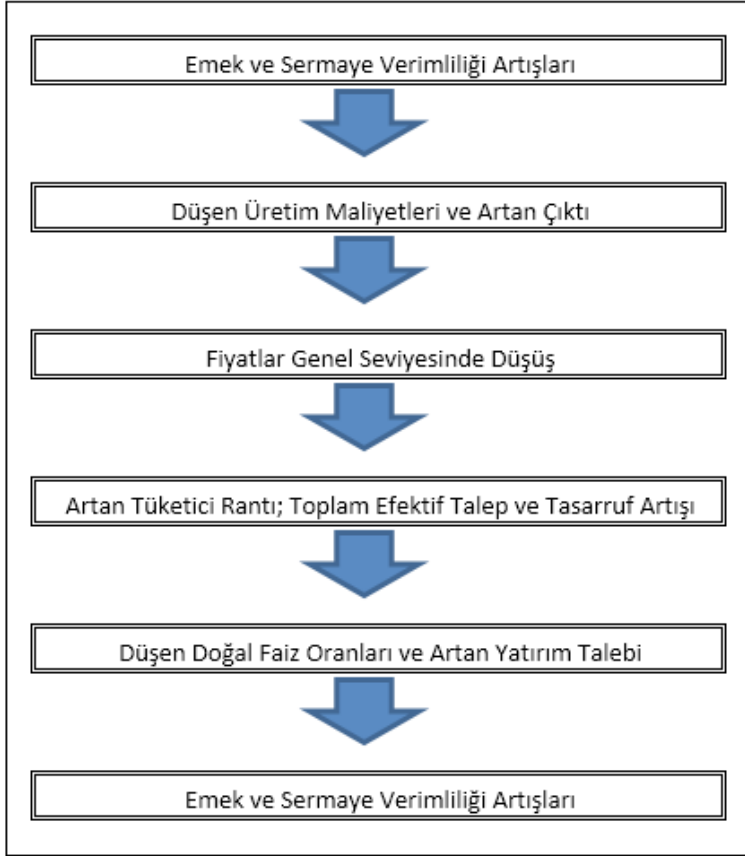 Emek ve Sermaye Verimliliği Artışları
Düşen Üretim Maliyetleri ve Artan Çıktı
Fiyatlar Genel Seviyesinde Düşüş
Artan Tüketici Rantı; Toplam Efektif Talep ve Tasarruf Artışı
Düşen Doğal Faiz Oranları ve Artan Yatırım Talebi
Emek ve Sermaye Verimliliği Artışları